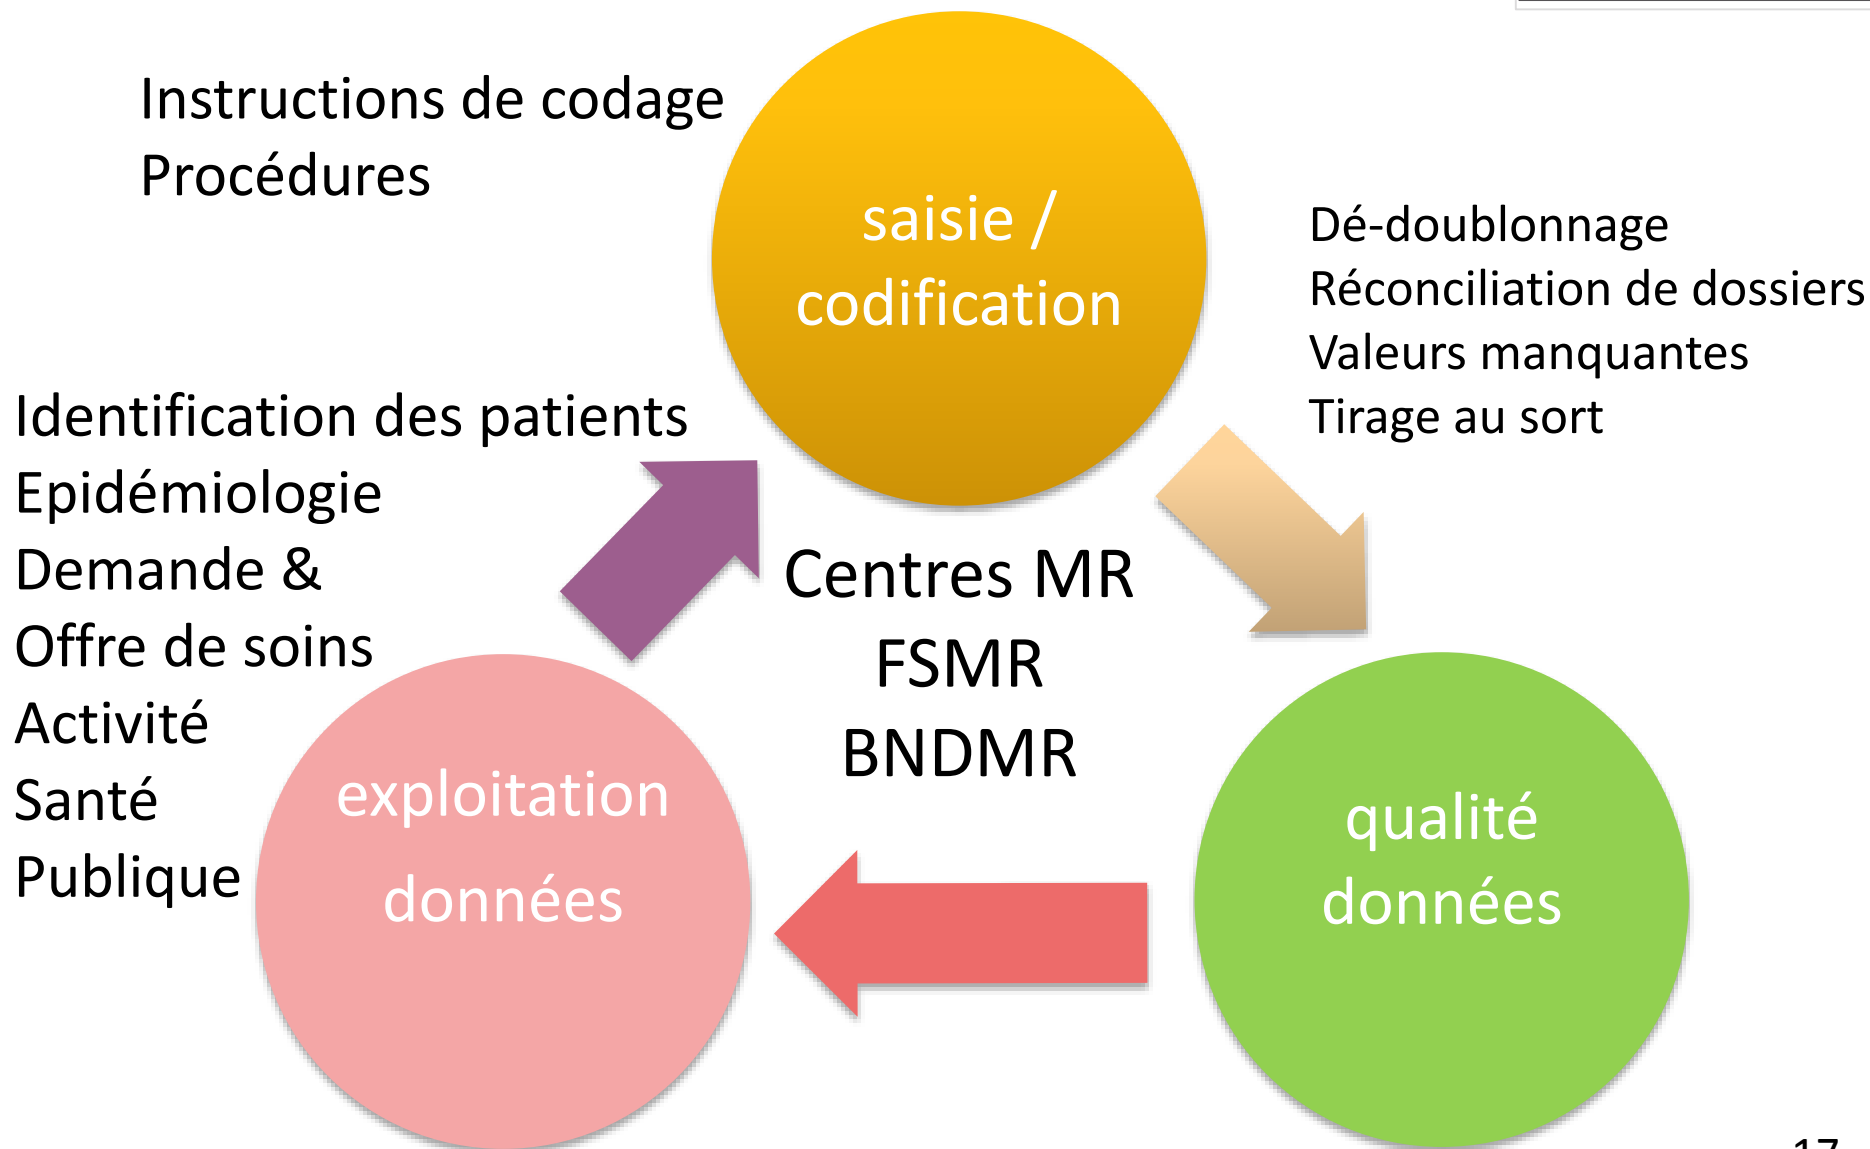 Instructions de codage
Procédures
saisie /
codification
Dé-doublonnage
Réconciliation de dossiers
Valeurs manquantes
Tirage au sort
Identification des patients
Epidémiologie
Demande &
Offre de soins
Activité
Santé
Publique
Centres MR
FSMR
BNDMR
exploitation
données
qualité
données
17